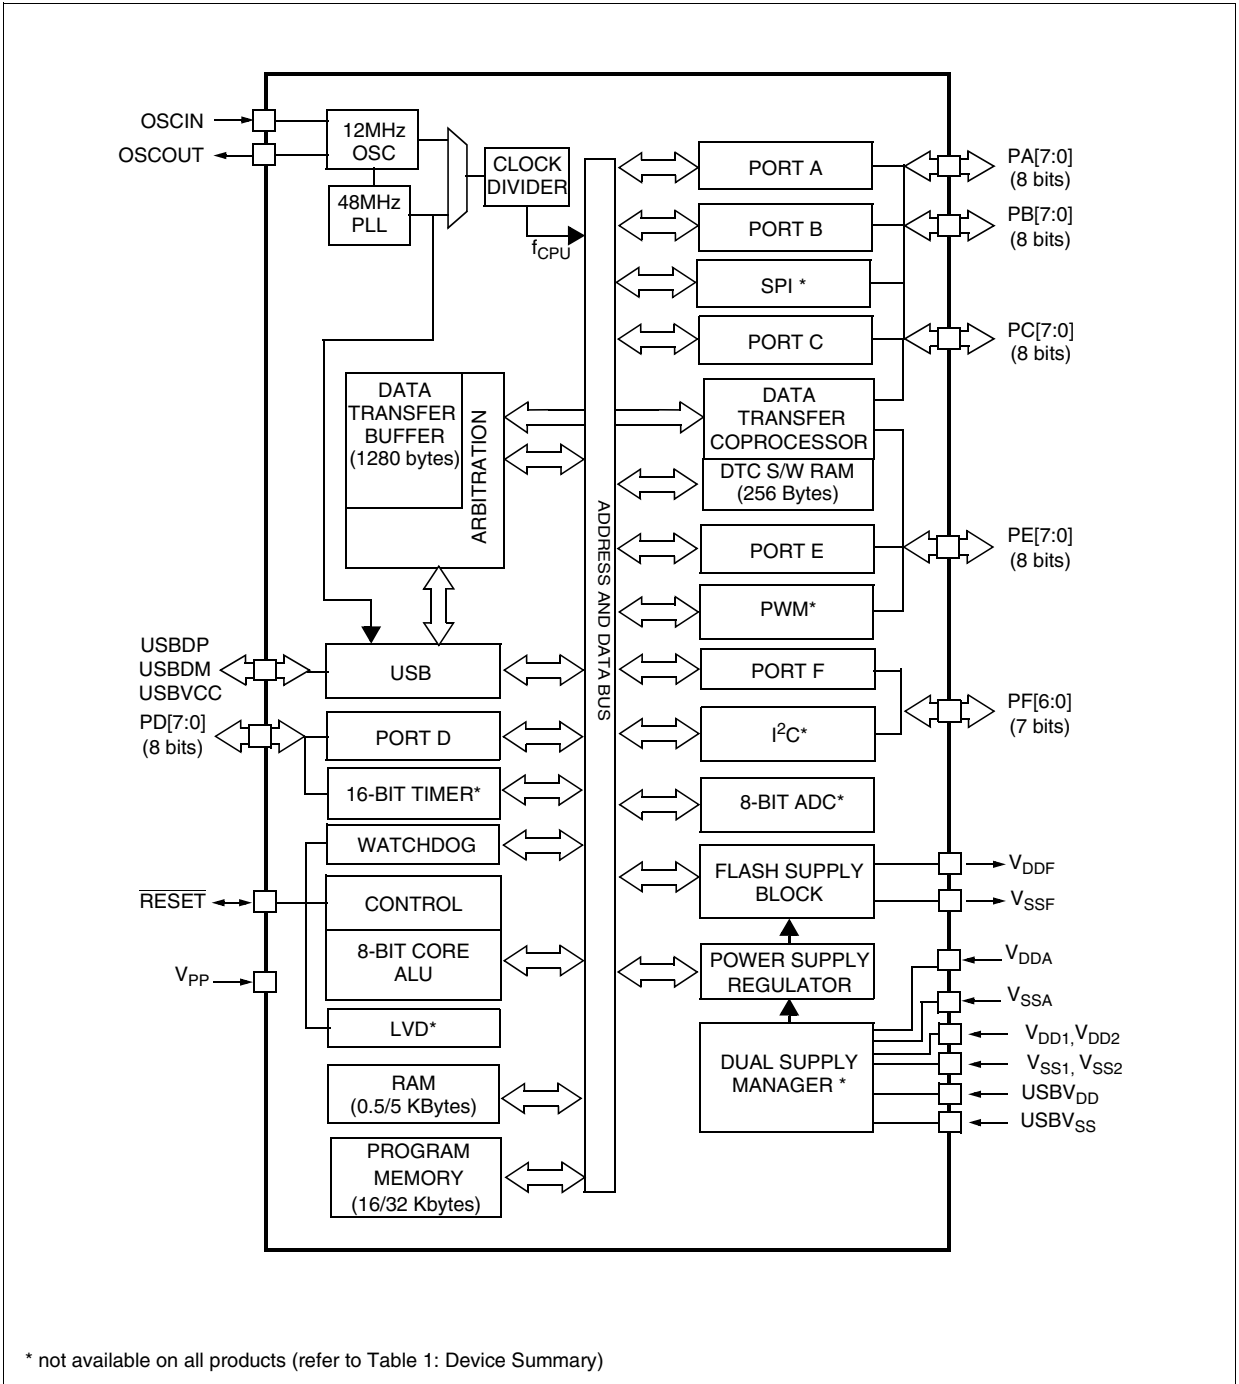 OSCIN
OSCOUT
12MHz
OSC
48MHz
PLL
CLOCK
DIVIDER
fCPU
DATA
TRANSFER
BUFFER
(1280 bytes)
ARBITRATION
USBDP
USBDM
USBVCC
USB
PD[7:0]
(8 bits)
PORT D
16-BIT TIMER*
WATCHDOG
RESET
CONTROL
8-BIT CORE
ALU
VPP
LVD*
RAM
(0.5/5 KBytes)
PROGRAM
MEMORY
(16/32 Kbytes)
ADDRESS AND DATA BUS
PORT A
PA[7:0]
(8 bits)
PORT B
PB[7:0]
(8 bits)
SPI *
PORT C
PC[7:0]
(8 bits)
DATA
TRANSFER
COPROCESSOR
DTC S/W RAM
(256 Bytes)
PORT E
PE[7:0]
(8 bits)
PWM*
PORT F
PF[6:0]
(7 bits)
I2C*
8-BIT ADC*
FLASH SUPPLY
BLOCK
VDDF
VSSF
POWER SUPPLY
REGULATOR
DUAL SUPPLY
MANAGER *
VDDA
VSSA
VDD1,VDD2
VSS1, VSS2
USBVDD
USBVSS
* not available on all products (refer to Table 1: Device Summary)